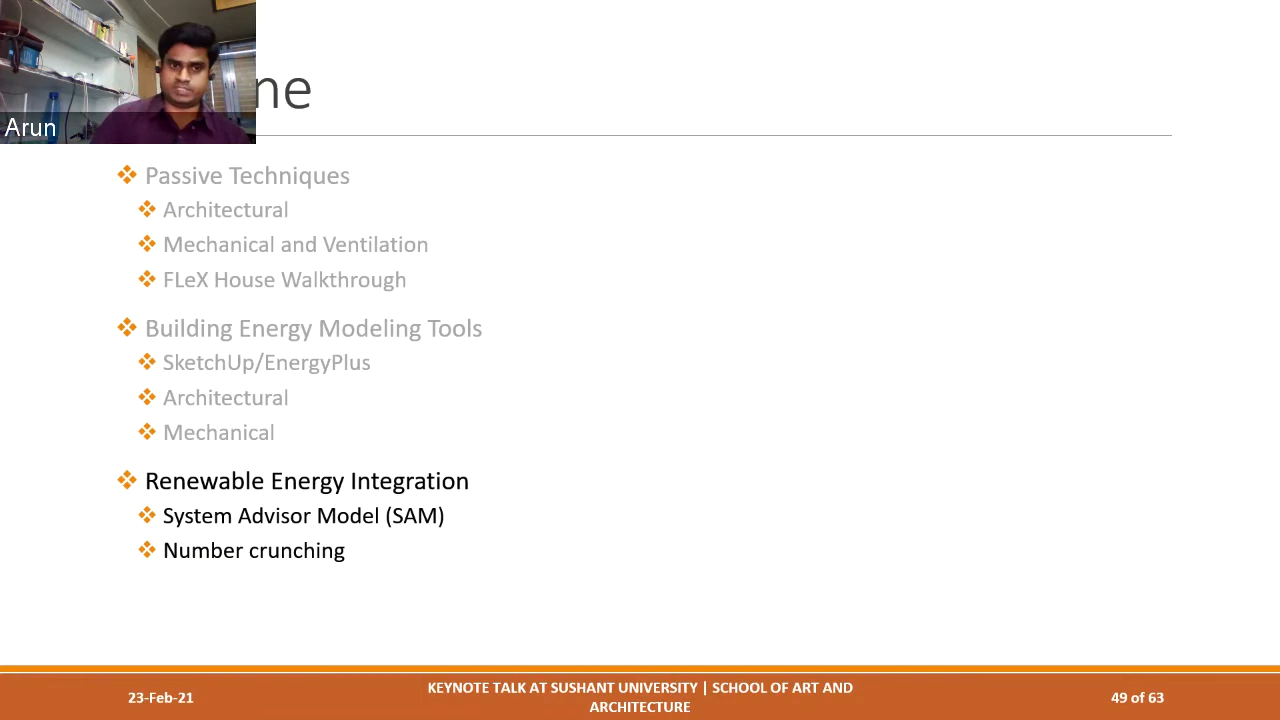 ne
Arun
Passive Techniques
Architectural
Mechanical and Ventilation
FLeX House Walkthrough
Building Energy Modeling Tools
SketchUp/EnergyPlus
Architectural
Mechanical
Renewable Energy Integration
System Advisor Model (SAM)
Number crunching
23-Feb-21
KEYNOTE TALK AT SUSHANT UNIVERSITY | SCHOOL OF ART AND
ARCHITECTURE
49 of 63